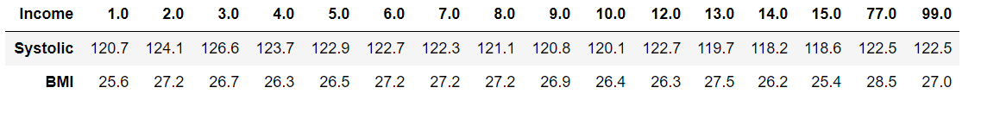 Income 1.0 2.0 3.0 4.0 5.0 6.0 7.0 8.0 9.0 10.0 12.0 13.0 14.0 15.0 77.0 99.0
Systolic 120.7 124.1 126.6 123.7 122.9 122.7 122.3 121.1 120.8 120.1 122.7 119.7 118.2 118.6 122.5 122.5
BMI 25.6 27.2 26.7 26.3 26.5 27.2 27.2 27.2 26.9 26.4 26.3 27.5 26.2 25.4 28.5 27.0